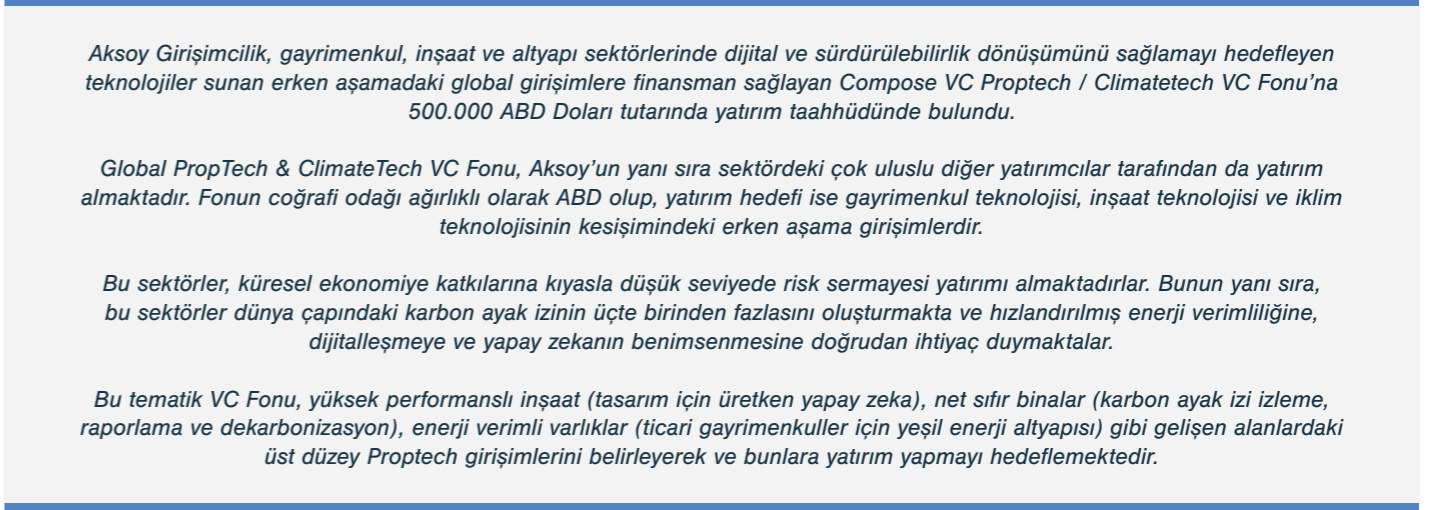 Aksoy Girişimcilik, gayrimenkul, inşaat ve altyapı sektörlerinde dijital ve sürdürülebilirlik dönüşümünü sağlamayı hedefleyen
teknolojiler sunan erken aşamadaki global girişimlere finansman sağlayan Compose VC Proptech / Climatetech VC Fonu’na
500.000 ABD Doları tutarında yatırım taahhüdünde bulundu.
Global PropTech & ClimateTech VC Fonu, Aksoy’un yanı sıra sektördeki çok uluslu diğer yatırımcılar tarafından da yatırım
almaktadır. Fonun coğrafi odağı ağırlıklı olarak ABD olup, yatırım hedefi ise gayrimenkul teknolojisi, inşaat teknolojisi ve iklim
teknolojisinin kesişimindeki erken aşama girişimlerdir.
Bu sektörler, küresel ekonomiye katkılarına kıyasla düşük seviyede risk sermayesi yatırımı almaktadırlar. Bunun yanı sıra,
bu sektörler dünya çapındaki karbon ayak izinin üçte birinden fazlasını oluşturmakta ve hızlandırılmış enerji verimliliğine,
dijitalleşmeye ve yapay zekanın benimsenmesine doğrudan ihtiyaç duymaktalar.
Bu tematik VC Fonu, yüksek performanslı inşaat (tasarım için üretken yapay zeka), net sıfır binalar (karbon ayak izi izleme,
raporlama ve dekarbonizasyon), enerji verimli varlıklar (ticari gayrimenkuller için yeşil enerji altyapısı) gibi gelişen alanlardaki
üst düzey Proptech girişimlerini belirleyerek ve bunlara yatırım yapmayı hedeflemektedir.